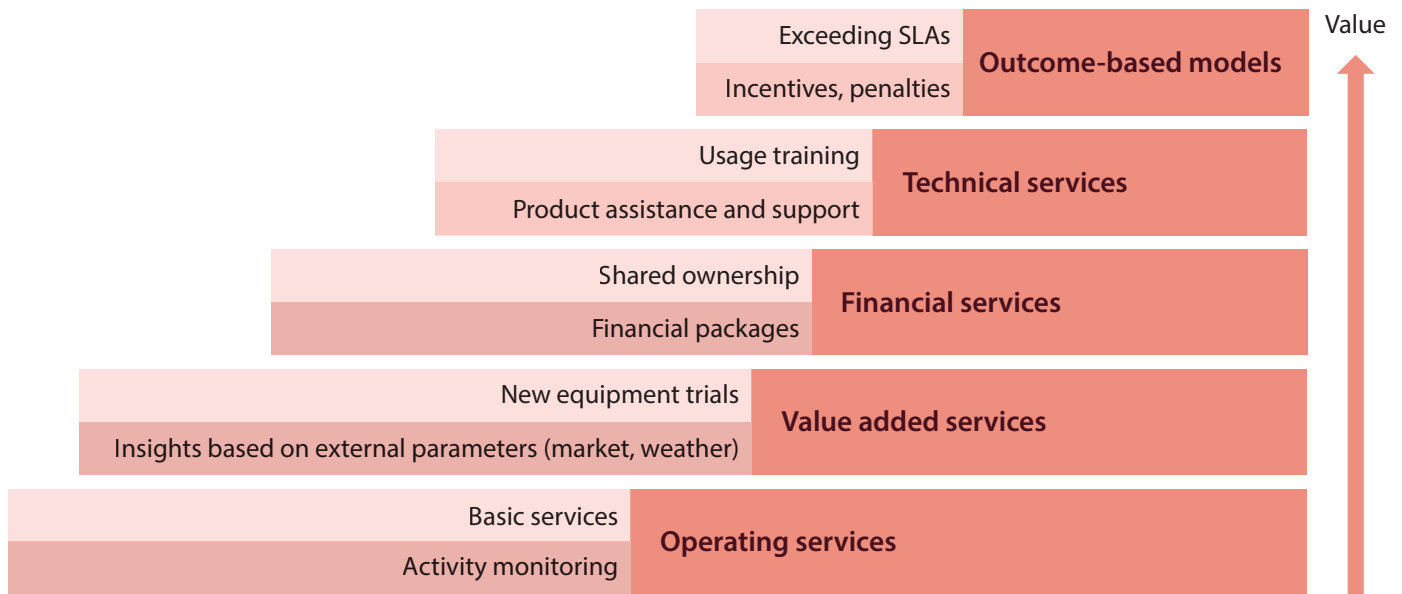 Value
Exceeding SLAs
Incentives, penalties
Outcome-based models
Usage training
Product assistance and support
Technical services
Shared ownership
Financial packages
Financial services
New equipment trials
Insights based on external parameters (market, weather)
Value added services
Basic services
Activity monitoring
Operating services